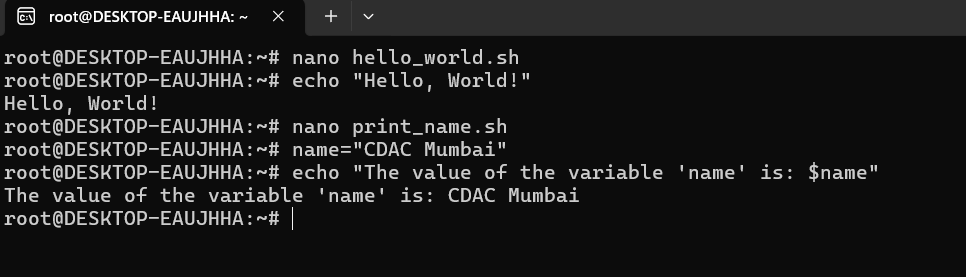 root@DESKTOP-EAUJHHA: ~
root@DESKTOP-EAUJHHA:~# nano hello_world.sh
root@DESKTOP-EAUJHHA:~# echo "Hello, World!"
Hello, World!
root@DESKTOP-EAUJHHA:~# nano print_name.sh
root@DESKTOP-EAUJHHA:~# name="CDAC Mumbai"
root@DESKTOP-EAUJHHA:~# echo "The value of the variable 'name' is: $name"
The value of the variable 'name' is: CDAC Mumbai
root@DESKTOP-EAUJHHA:~#